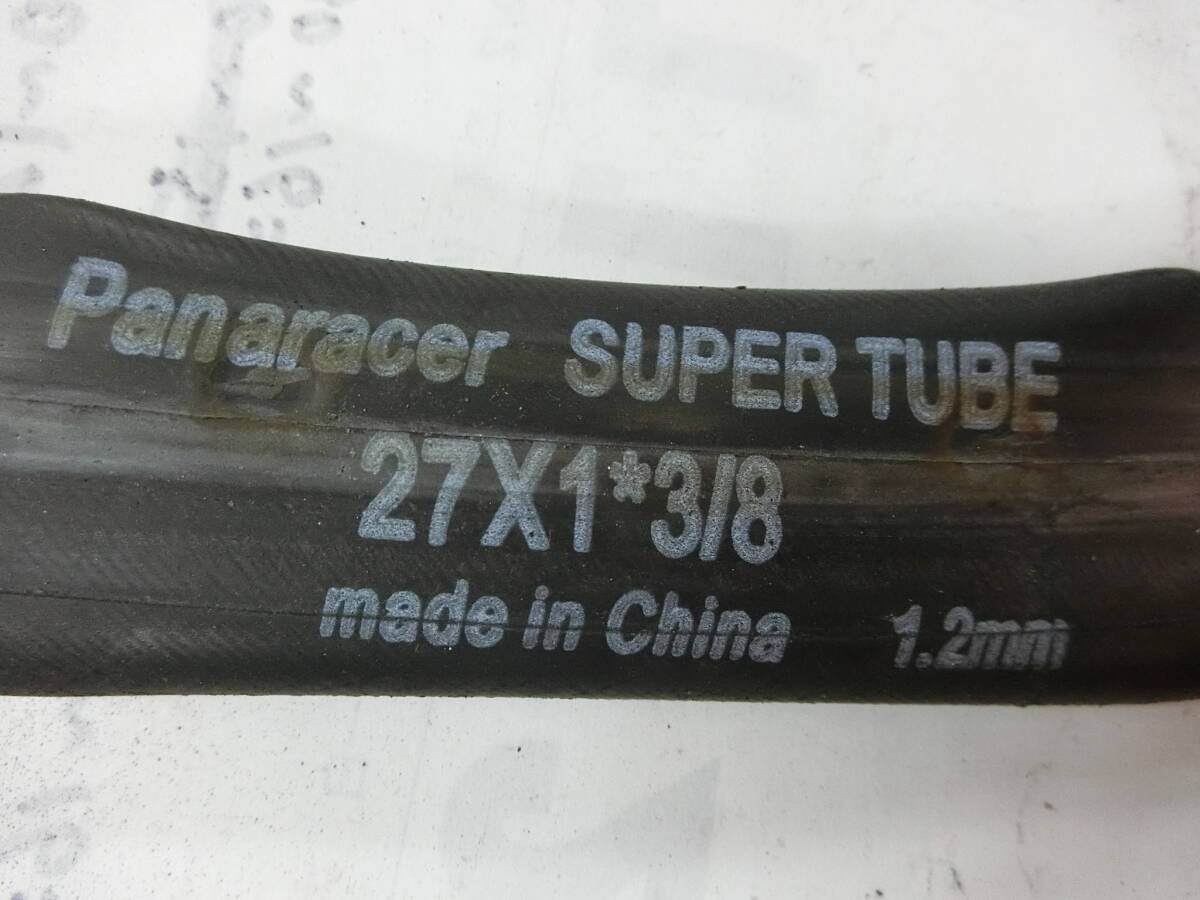 Panaracer SUPER TUBE
27X1*3/8
made in China 1.2mm